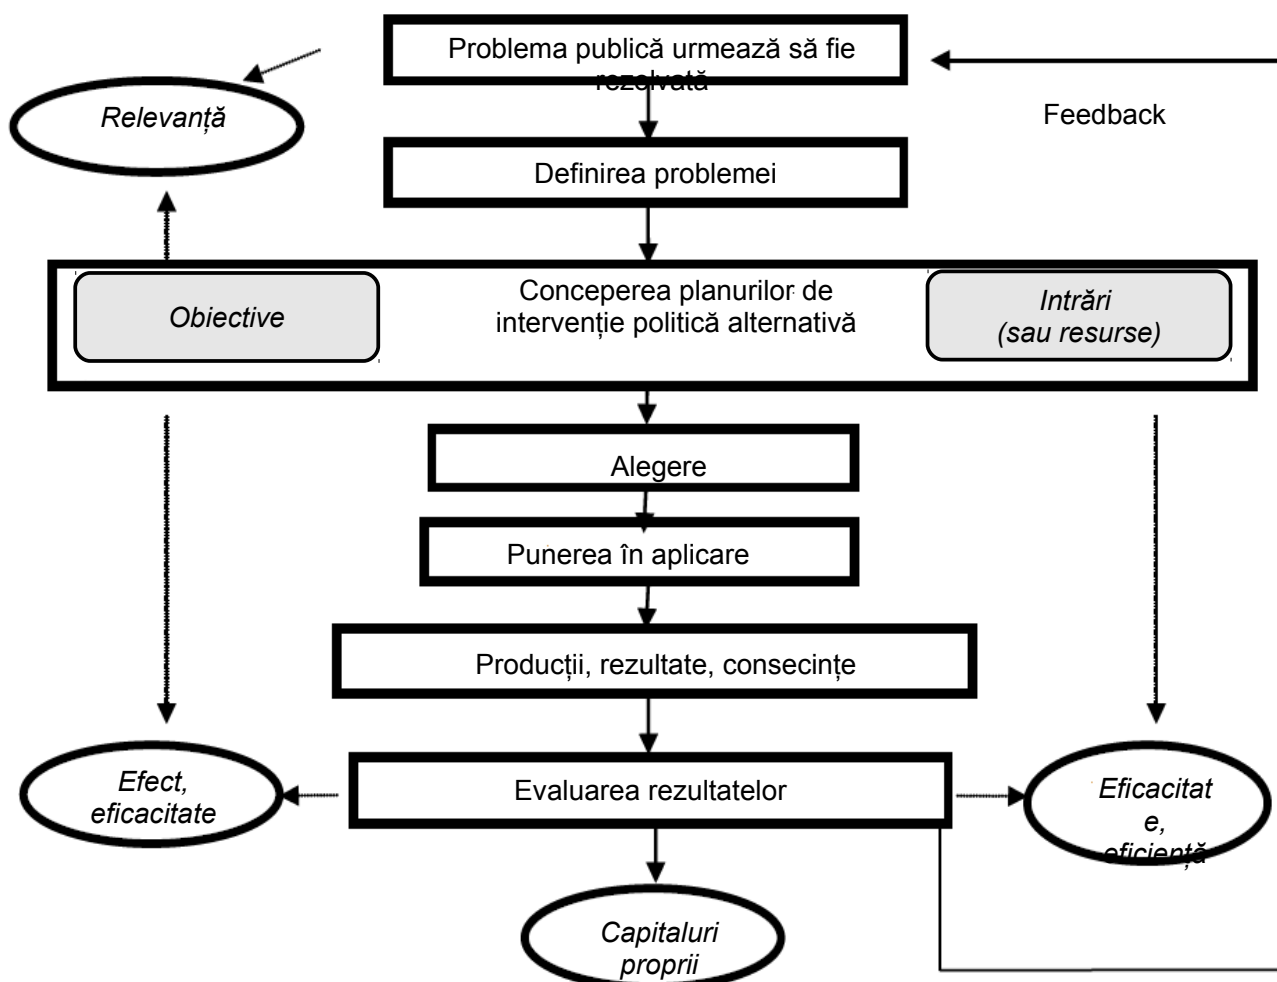 Problema publică urmează să fie
rezolvată
Relevanță
Feedback
Definirea problemei
Obiective
Conceperea planurilor de
intervenție politică alternativă
Intrări
(sau resurse)
Alegere
Punerea în aplicare
Producții, rezultate, consecințe
Efect,
eficacitate
Evaluarea rezultatelor
Eficacitat
e,
eficiență
Capitaluri
proprii